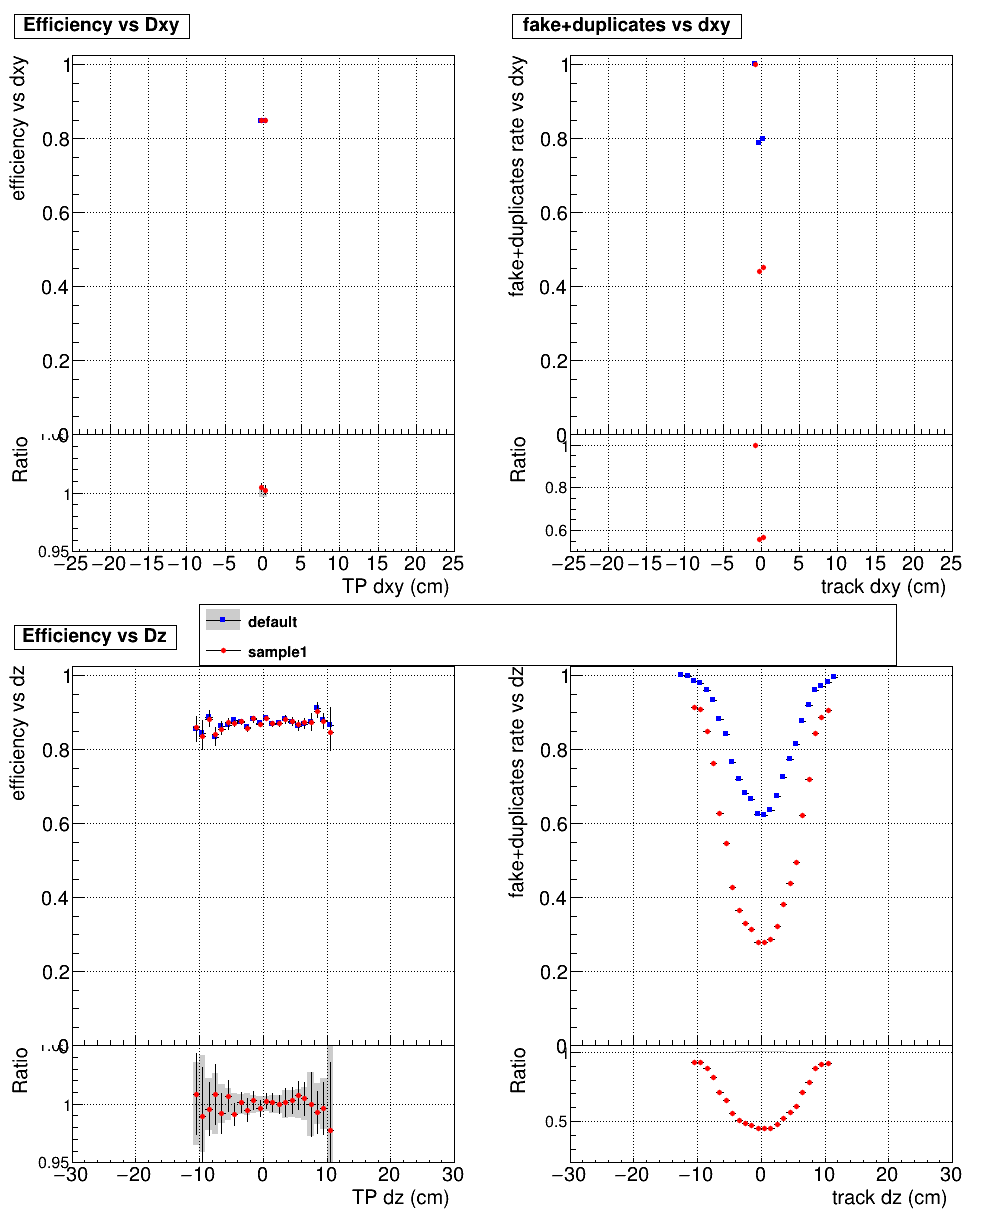 Efficiency vs Dxy
efficiency vs dxy
1
0.8
0.6
0.4
0.2
0
Ratio
1
0.95
−25 −20 −15 −10 −5 0 5 10 15 20 25
TP dxy (cm)
fake+duplicates vs dxy
fake+duplicates rate vs dxy
1
0.8
0.6
0.4
0.2
0
Ratio
1
0.8
0.6
−25 −20 −15 −10 −5 0 5 10 15 20 25
track dxy (cm)
default
sample1
Efficiency vs Dz
efficiency vs dz
1
0.8
0.6
0.4
0.2
0
Ratio
1
0.95
−30 −20 −10 0 10 20 30
TP dz (cm)
fake+duplicates rate vs dz
1
0.8
0.6
0.4
0.2
0
Ratio
0.5
−30 −20 −10 0 10 20 30
track dz (cm)